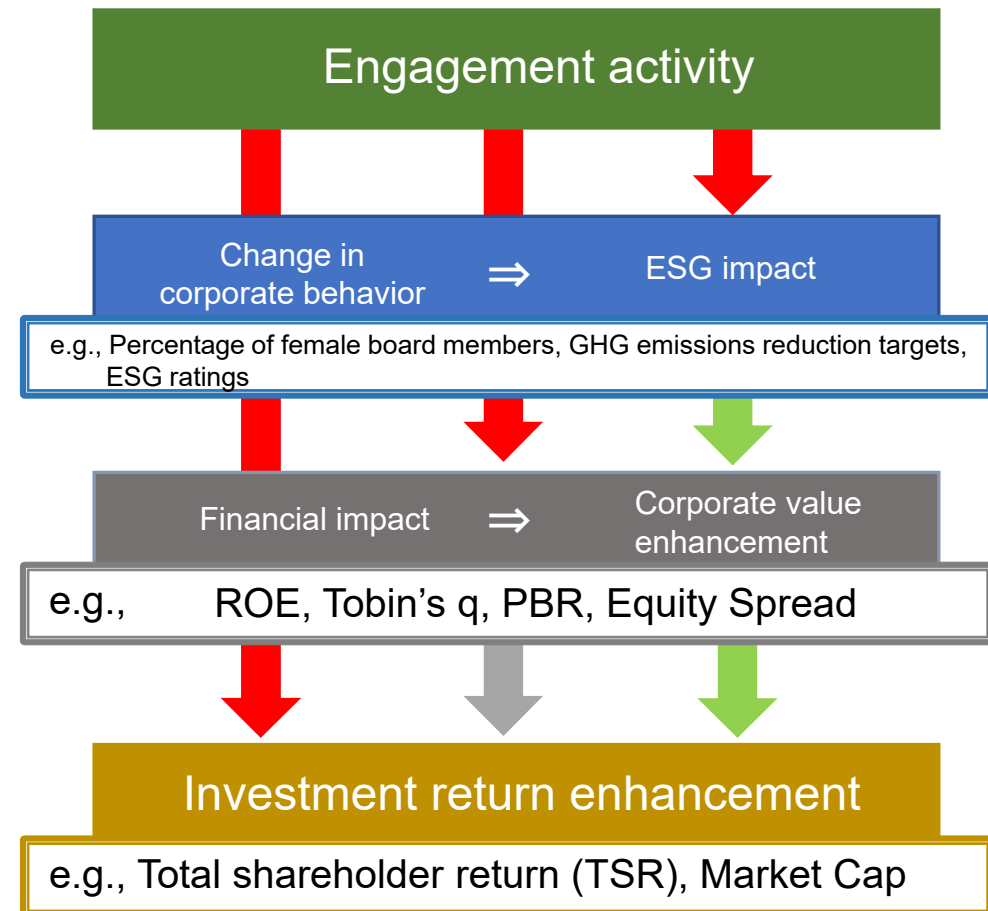 Engagement activity
Change in
corporate behavior
⇒
ESG impact
e.g., Percentage of female board members, GHG emissions reduction targets,
ESG ratings
Financial impact
⇒
Corporate value
enhancement
e.g., ROE, Tobin’s q, PBR, Equity Spread
Investment return enhancement
e.g., Total shareholder return (TSR), Market Cap